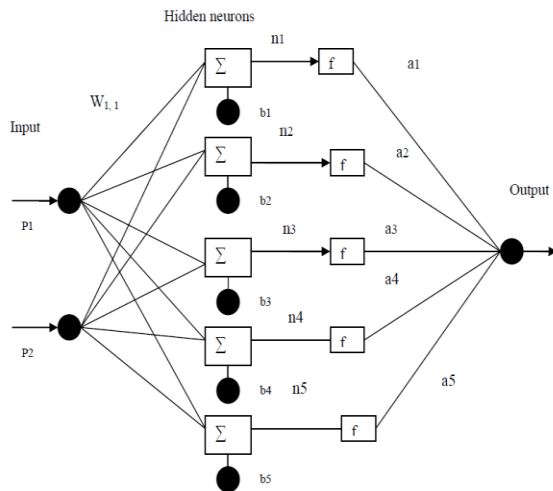 Hidden neurons
n1
f
a1
Σ
W1, 1
b1
Input
n2
Σ
f
a2
b2
Output
P1
n3
a3
Σ
f
a4
b3
P2
n4
Σ
f
b4
n5
a5
Σ
f
b5